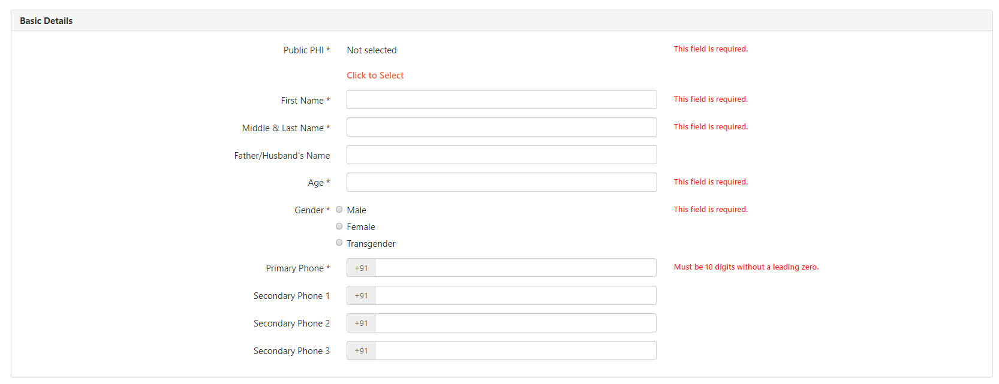 Basic Details
Public PHI * Not selected This field is required.
Click to Select
First Name * This field is required.
Middle & Last Name * This field is required.
Father/Husband's Name
Age * This field is required.
Gender * Male This field is required.
Female
Transgender
Primary Phone * +91 Must be 10 digits without a leading zero.
Secondary Phone 1 +91
Secondary Phone 2 +91
Secondary Phone 3 +91